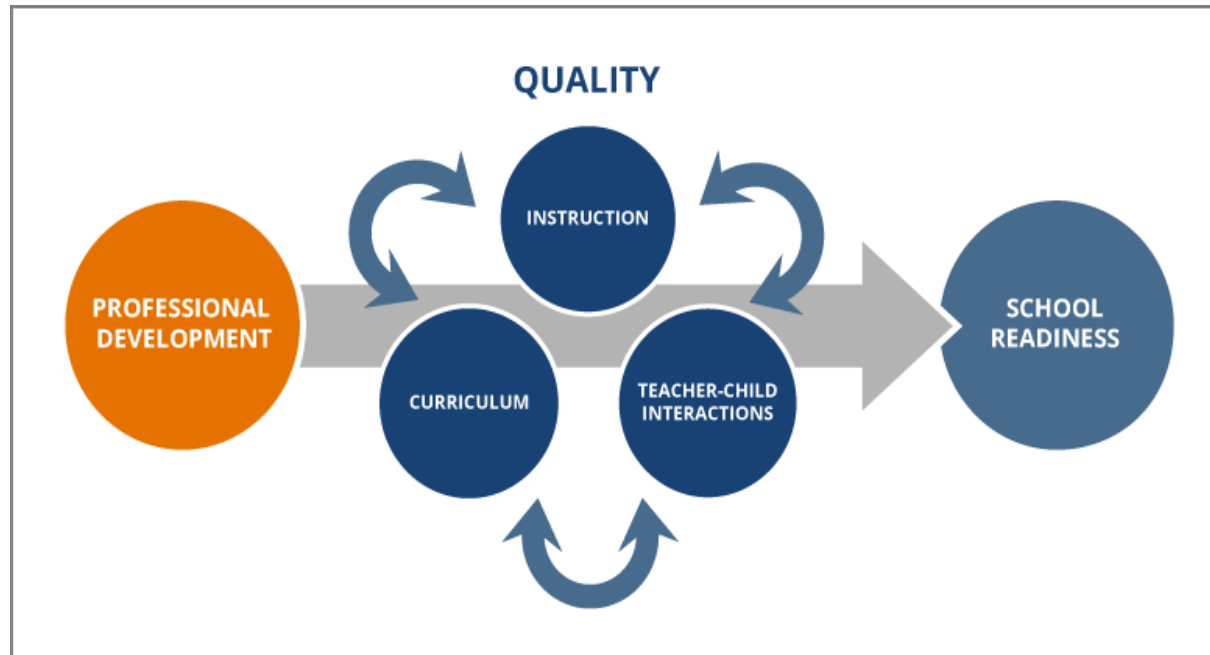 QUALITY
INSTRUCTION
PROFESSIONAL
DEVELOPMENT
SCHOOL
READINESS
CURRICULUM
TEACHER-CHILD
INTERACTIONS